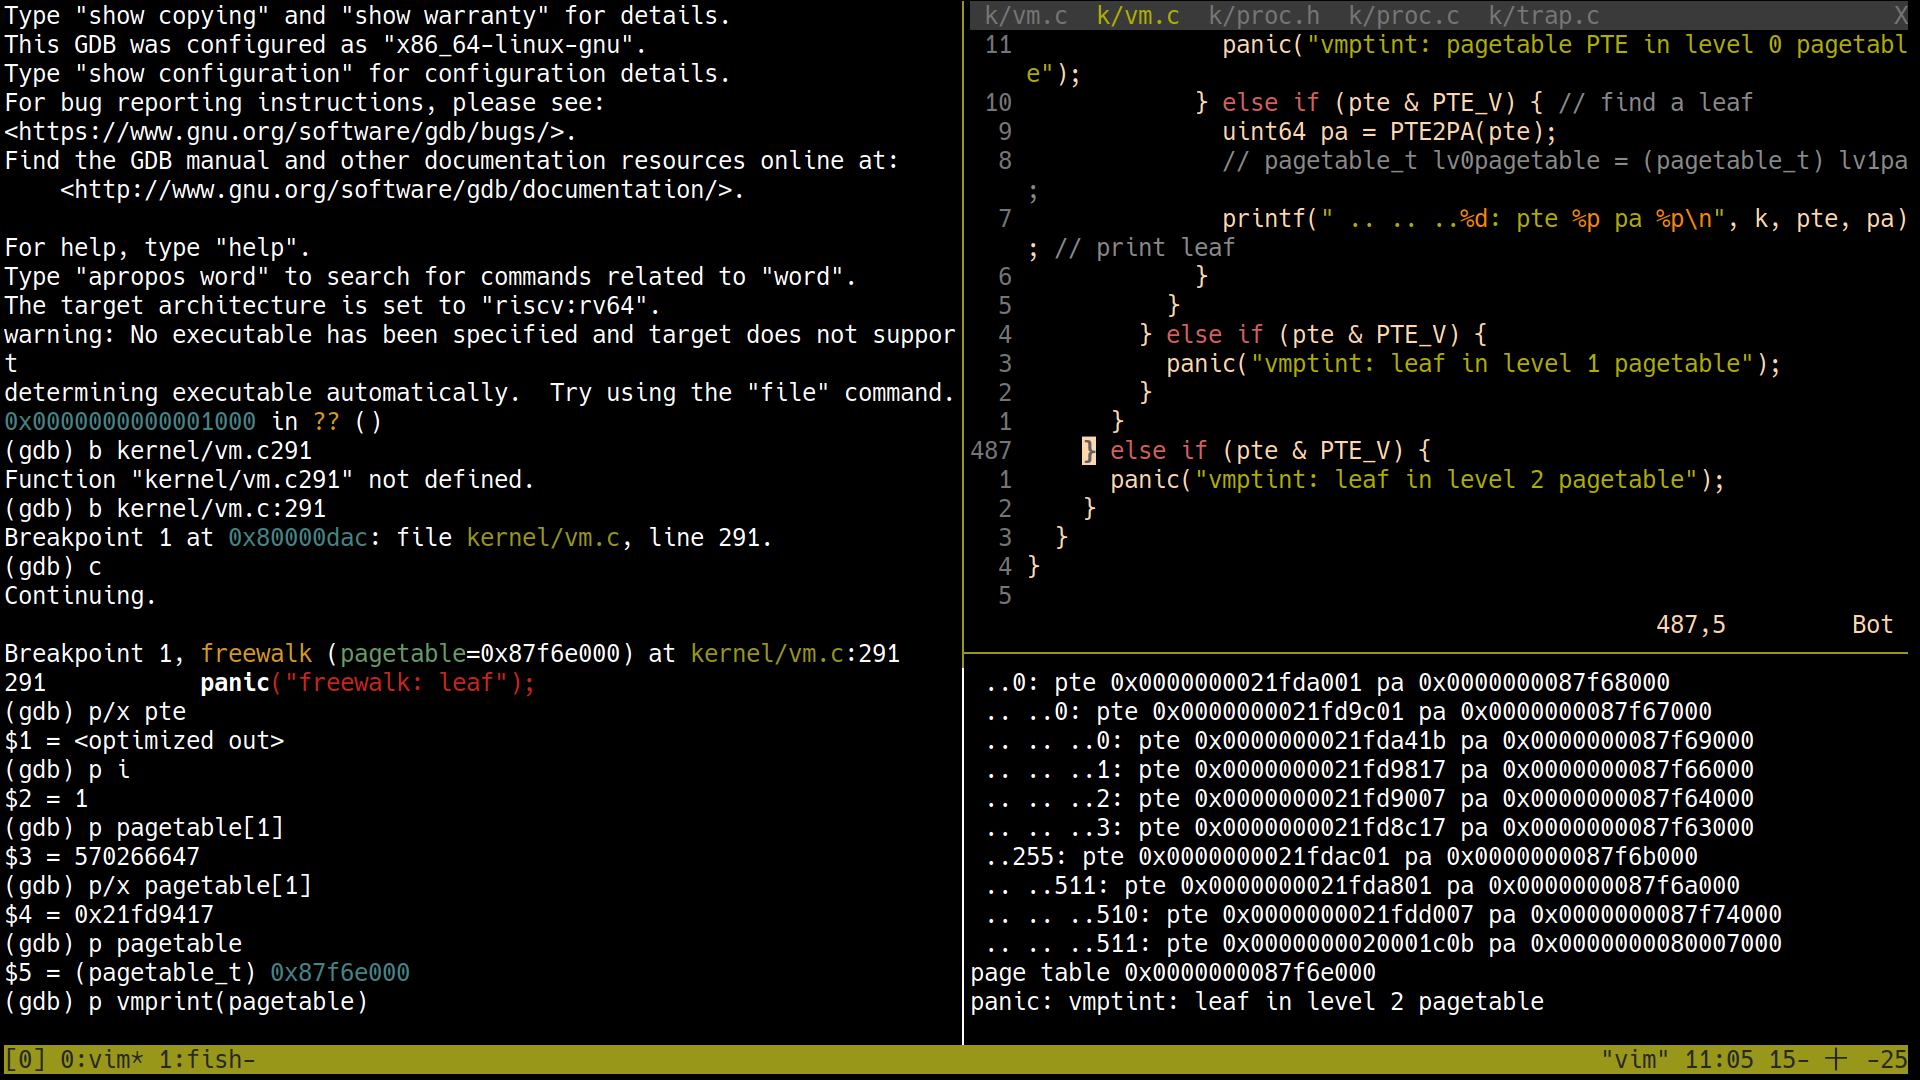 Type "show copying" and "show warranty" for details.
This GDB was configured as "x86_64-linux-gnu".
Type "show configuration" for configuration details.
For bug reporting instructions, please see:
<https://www.gnu.org/software/gdb/bugs/>.
Find the GDB manual and other documentation resources online at:
    <http://www.gnu.org/software/gdb/documentation/>.

For help, type "help".
Type "apropos word" to search for commands related to "word".
The target architecture is set to "riscv:rv64".
warning: No executable has been specified and target does not suppor
t
determining executable automatically.  Try using the "file" command.
0x0000000000001000 in ?? ()
(gdb) b kernel/vm.c291
Function "kernel/vm.c291" not defined.
(gdb) b kernel/vm.c:291
Breakpoint 1 at 0x80000dac: file kernel/vm.c, line 291.
(gdb) c
Continuing.

Breakpoint 1, freewalk (pagetable=0x87f6e000) at kernel/vm.c:291
291           panic("freewalk: leaf");
(gdb) p/x pte
$1 = <optimized out>
(gdb) p i
$2 = 1
(gdb) p pagetable[1]
$3 = 570266647
(gdb) p/x pagetable[1]
$4 = 0x21fd9417
(gdb) p pagetable
$5 = (pagetable_t) 0x87f6e000
(gdb) p vmprint(pagetable)
k/vm.c  k/vm.c  k/proc.h  k/proc.c  k/trap.c X
11               panic("vmptint: pagetable PTE in level 0 pagetabl
e");
10             } else if (pte & PTE_V) { // find a leaf
9               uint64 pa = PTE2PA(pte);
8               // pagetable_t lv0pagetable = (pagetable_t) lv1pa
;
7               printf(" .. .. ..%d: pte %p pa %p\n", k, pte, pa)
; // print leaf
6             }
5           }
4         } else if (pte & PTE_V) {
3           panic("vmptint: leaf in level 1 pagetable");
2         }
1       }
487     } else if (pte & PTE_V) {
1       panic("vmptint: leaf in level 2 pagetable");
2     }
3   }
4 }
5
487,5         Bot
 ..0: pte 0x0000000021fda001 pa 0x0000000087f68000
 .. ..0: pte 0x0000000021fd9c01 pa 0x0000000087f67000
 .. .. ..0: pte 0x0000000021fda41b pa 0x0000000087f69000
 .. .. ..1: pte 0x0000000021fd9817 pa 0x0000000087f66000
 .. .. ..2: pte 0x0000000021fd9007 pa 0x0000000087f64000
 .. .. ..3: pte 0x0000000021fd8c17 pa 0x0000000087f63000
 ..255: pte 0x0000000021fdac01 pa 0x0000000087f6b000
 .. ..511: pte 0x0000000021fda801 pa 0x0000000087f6a000
 .. .. ..510: pte 0x0000000021fdd007 pa 0x0000000087f74000
 .. .. ..511: pte 0x0000000020001c0b pa 0x0000000080007000
page table 0x0000000087f6e000
panic: vmptint: leaf in level 2 pagetable
[0] 0:vim* 1:fish- "vim" 11:05 15- 十 -25